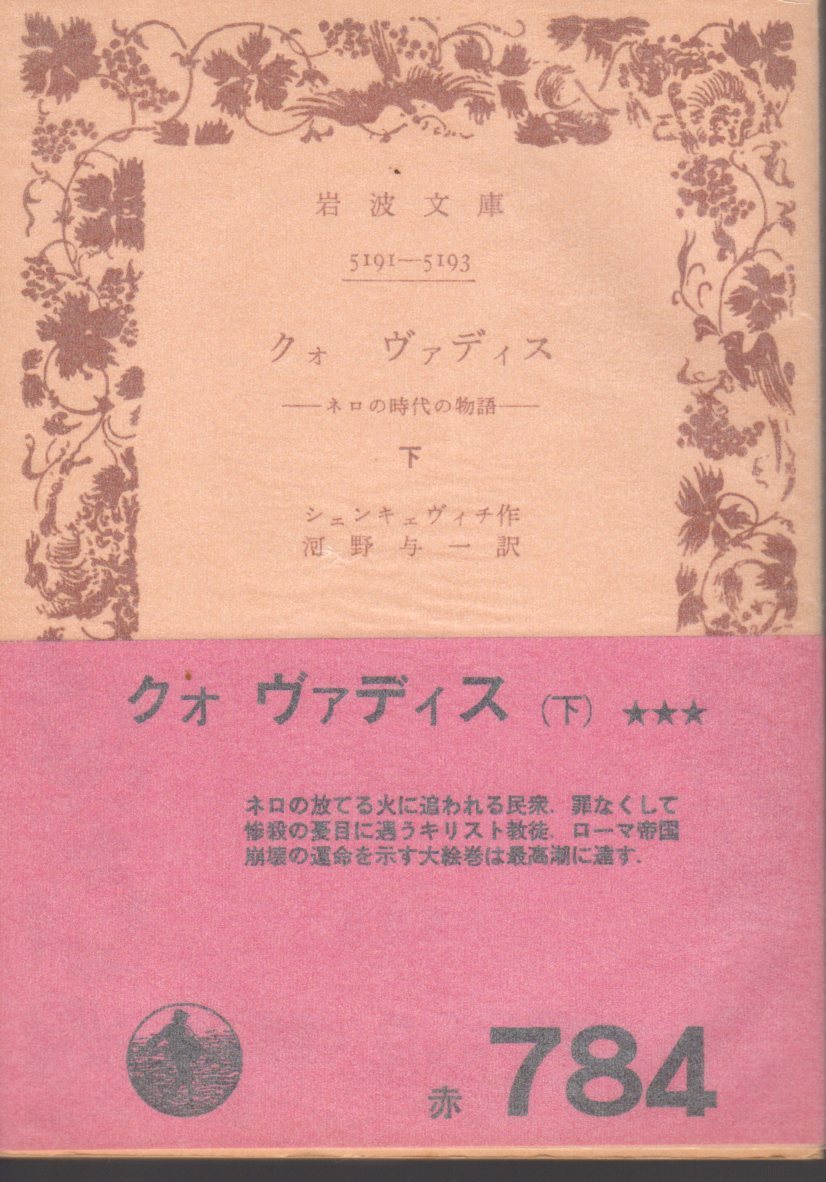 岩波文庫
5191—5193
クォ ヴァディス
——ネロの時代の物語——
下
シェンキェヴィチ作
河野与一訳
クォ ヴァディス (下) ★★★
ネロの放てる火に追われる民衆．罪なくして
惨殺の憂目に遇うキリスト教徒．ローマ帝国
崩壊の運命を示す大絵巻は最高潮に達す．
赤 784